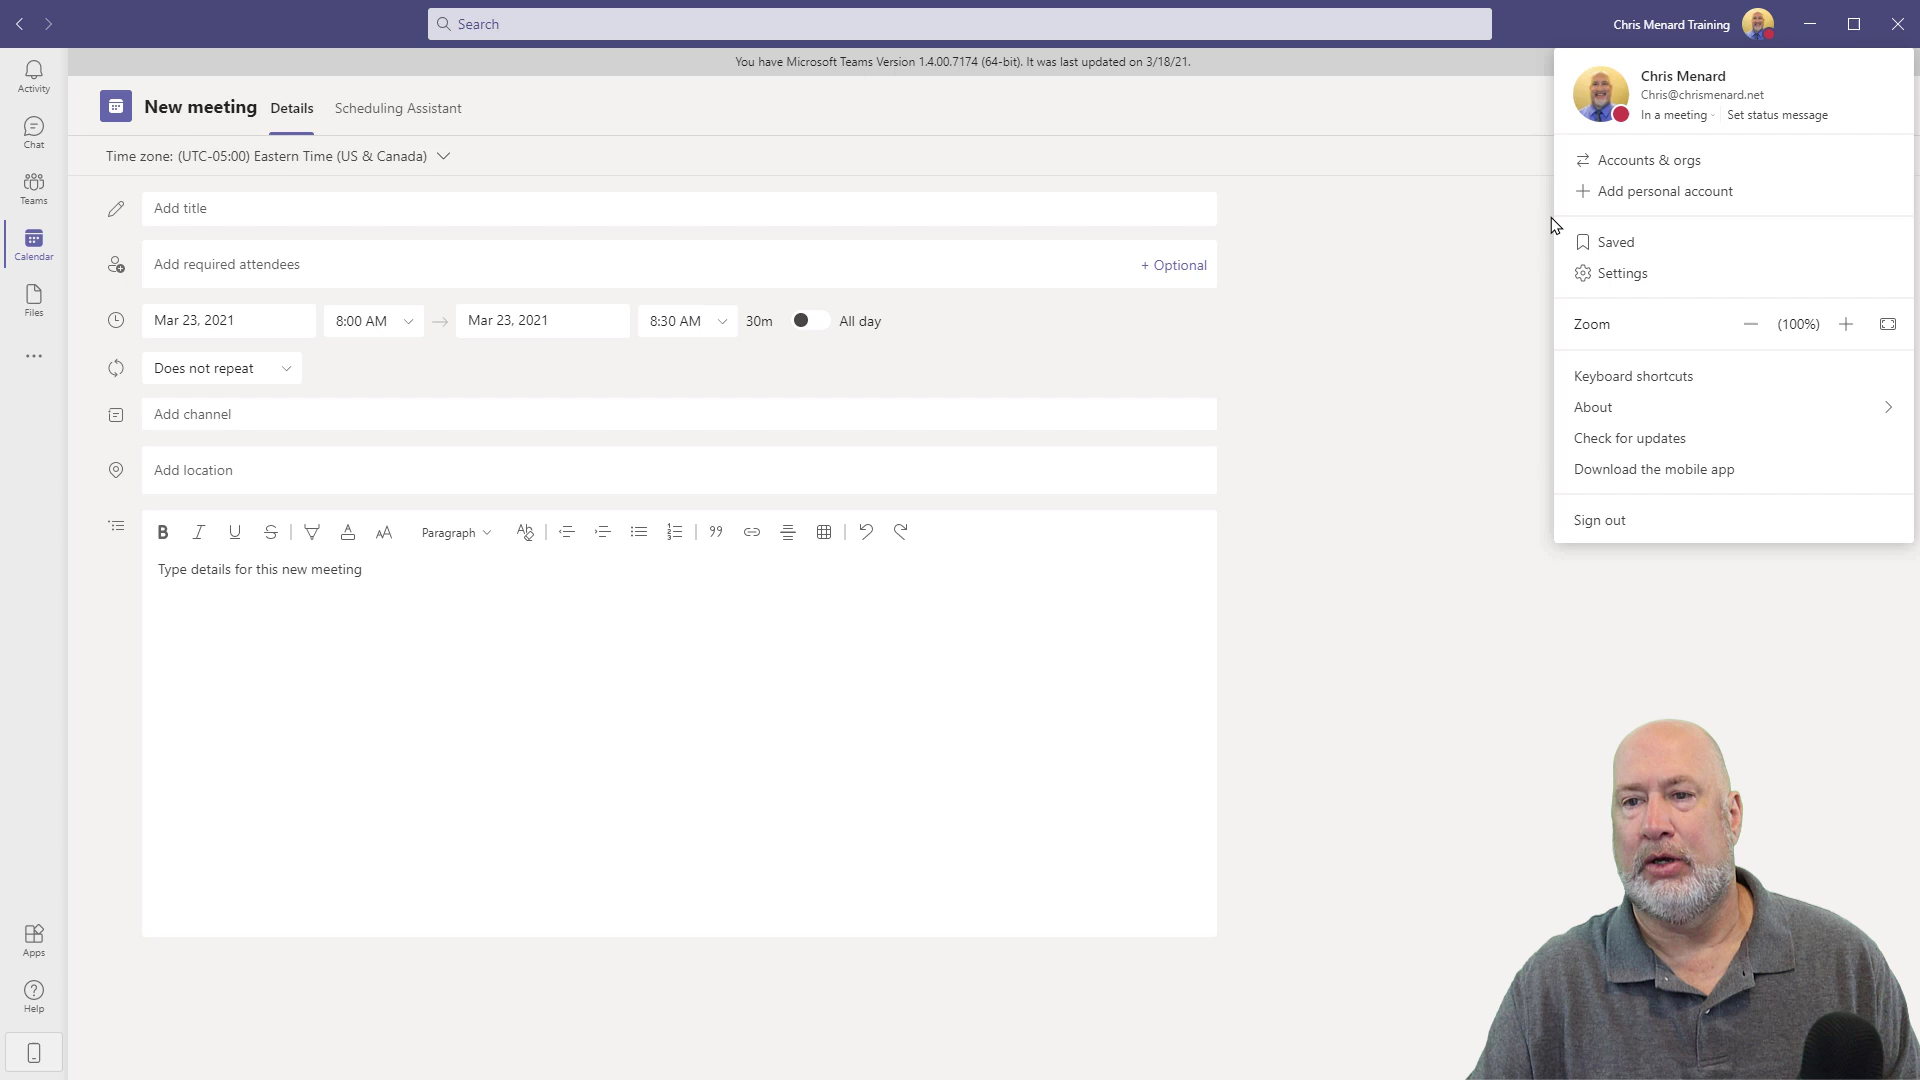 Search
Chris Menard Training
You have Microsoft Teams Version 1.4.00.7174 (64-bit). It was last updated on 3/18/21.
Activity
Chat
Teams
Calendar
Files
Apps
Help
New meeting
Details
Scheduling Assistant
Time zone: (UTC-05:00) Eastern Time (US & Canada)
Add title
Add required attendees
+ Optional
Mar 23, 2021
8:00 AM
Mar 23, 2021
8:30 AM
30m
All day
Does not repeat
Add channel
Add location
Paragraph
Type details for this new meeting
Chris Menard
Chris@chrismenard.net
In a meeting
Set status message
Accounts & orgs
Add personal account
Saved
Settings
Zoom
(100%)
Keyboard shortcuts
About
Check for updates
Download the mobile app
Sign out